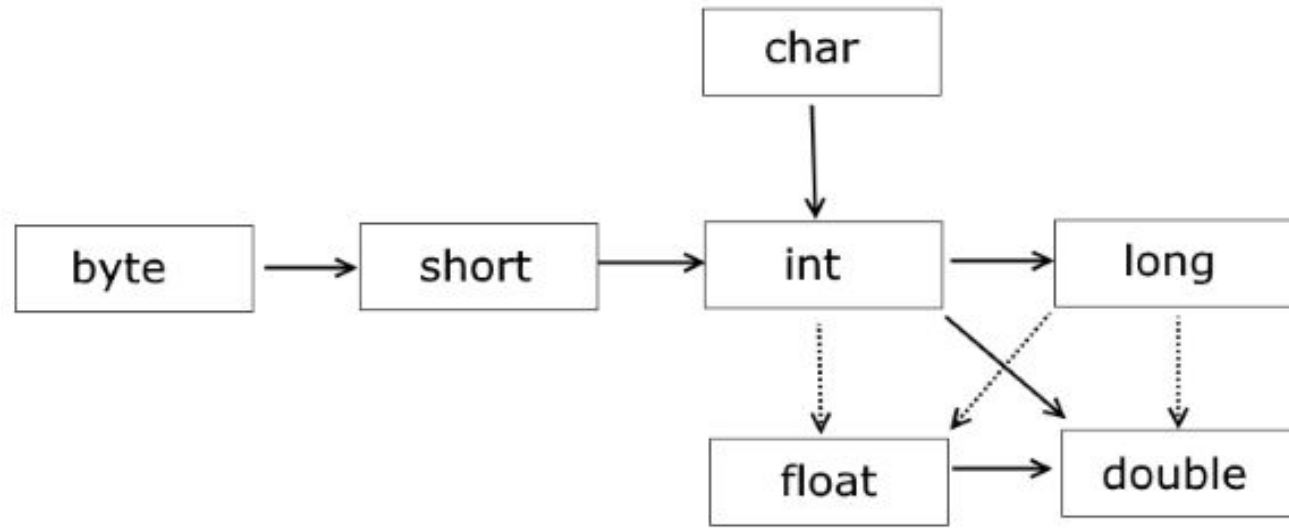 char
byte
short
int
long
float
double